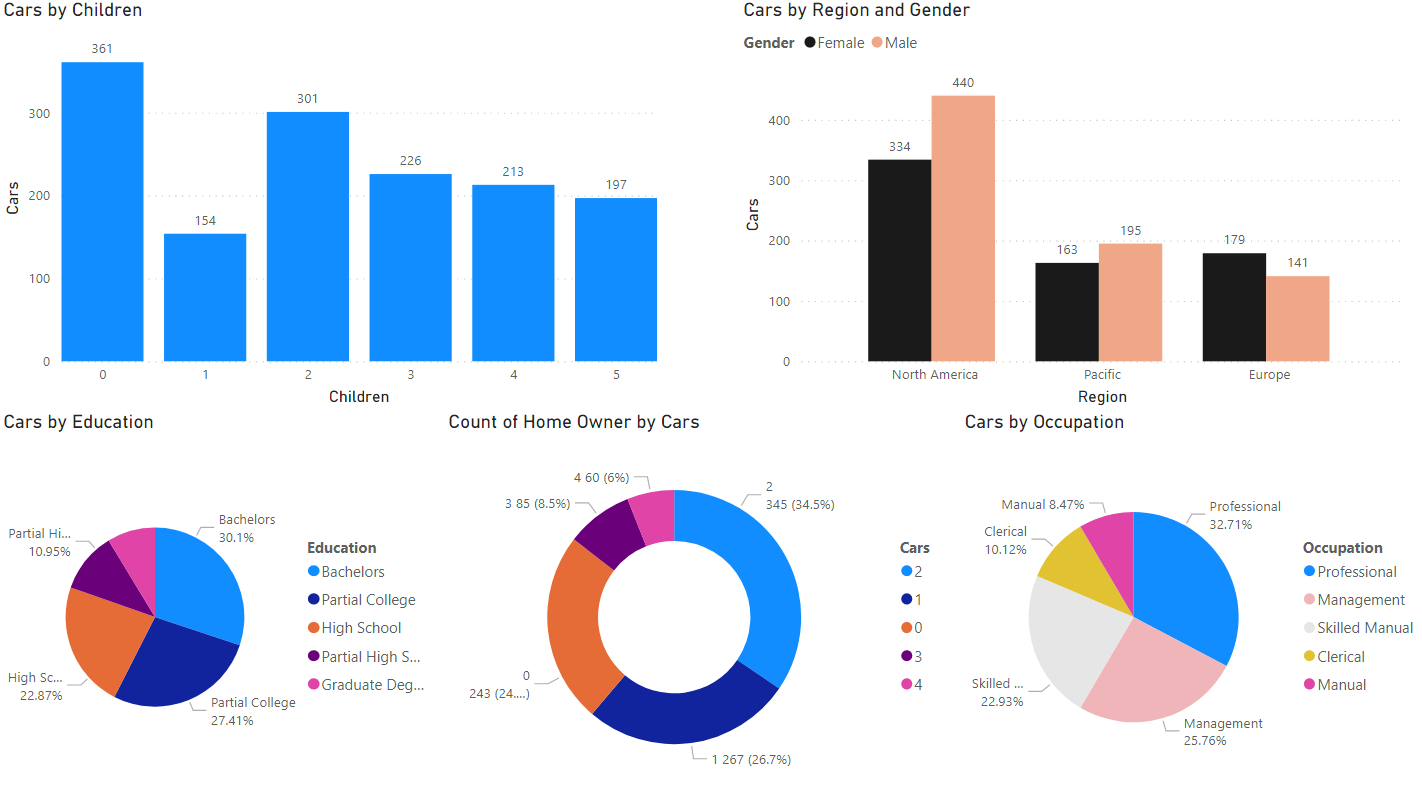 Cars by Children
361
154
301
226
213
197
300
200
100
0
Cars
0 1 2 3 4 5
Children
Cars by Region and Gender
Gender Female Male
440
334
163
195
179
141
400
300
200
100
0
Cars
North America Pacific Europe
Region
Cars by Education
Bachelors
30.1%
Partial Hi...
10.95%
High Sc...
22.87%
Partial College
27.41%
Education
Bachelors
Partial College
High School
Partial High S...
Graduate Deg...
Count of Home Owner by Cars
4 60 (6%)
3 85 (8.5%)
2
345 (34.5%)
0
243 (24....)
1 267 (26.7%)
Cars
2
1
0
3
4
Cars by Occupation
Manual 8.47%
Professional
32.71%
Clerical
10.12%
Skilled ...
22.93%
Management
25.76%
Occupation
Professional
Management
Skilled Manual
Clerical
Manual